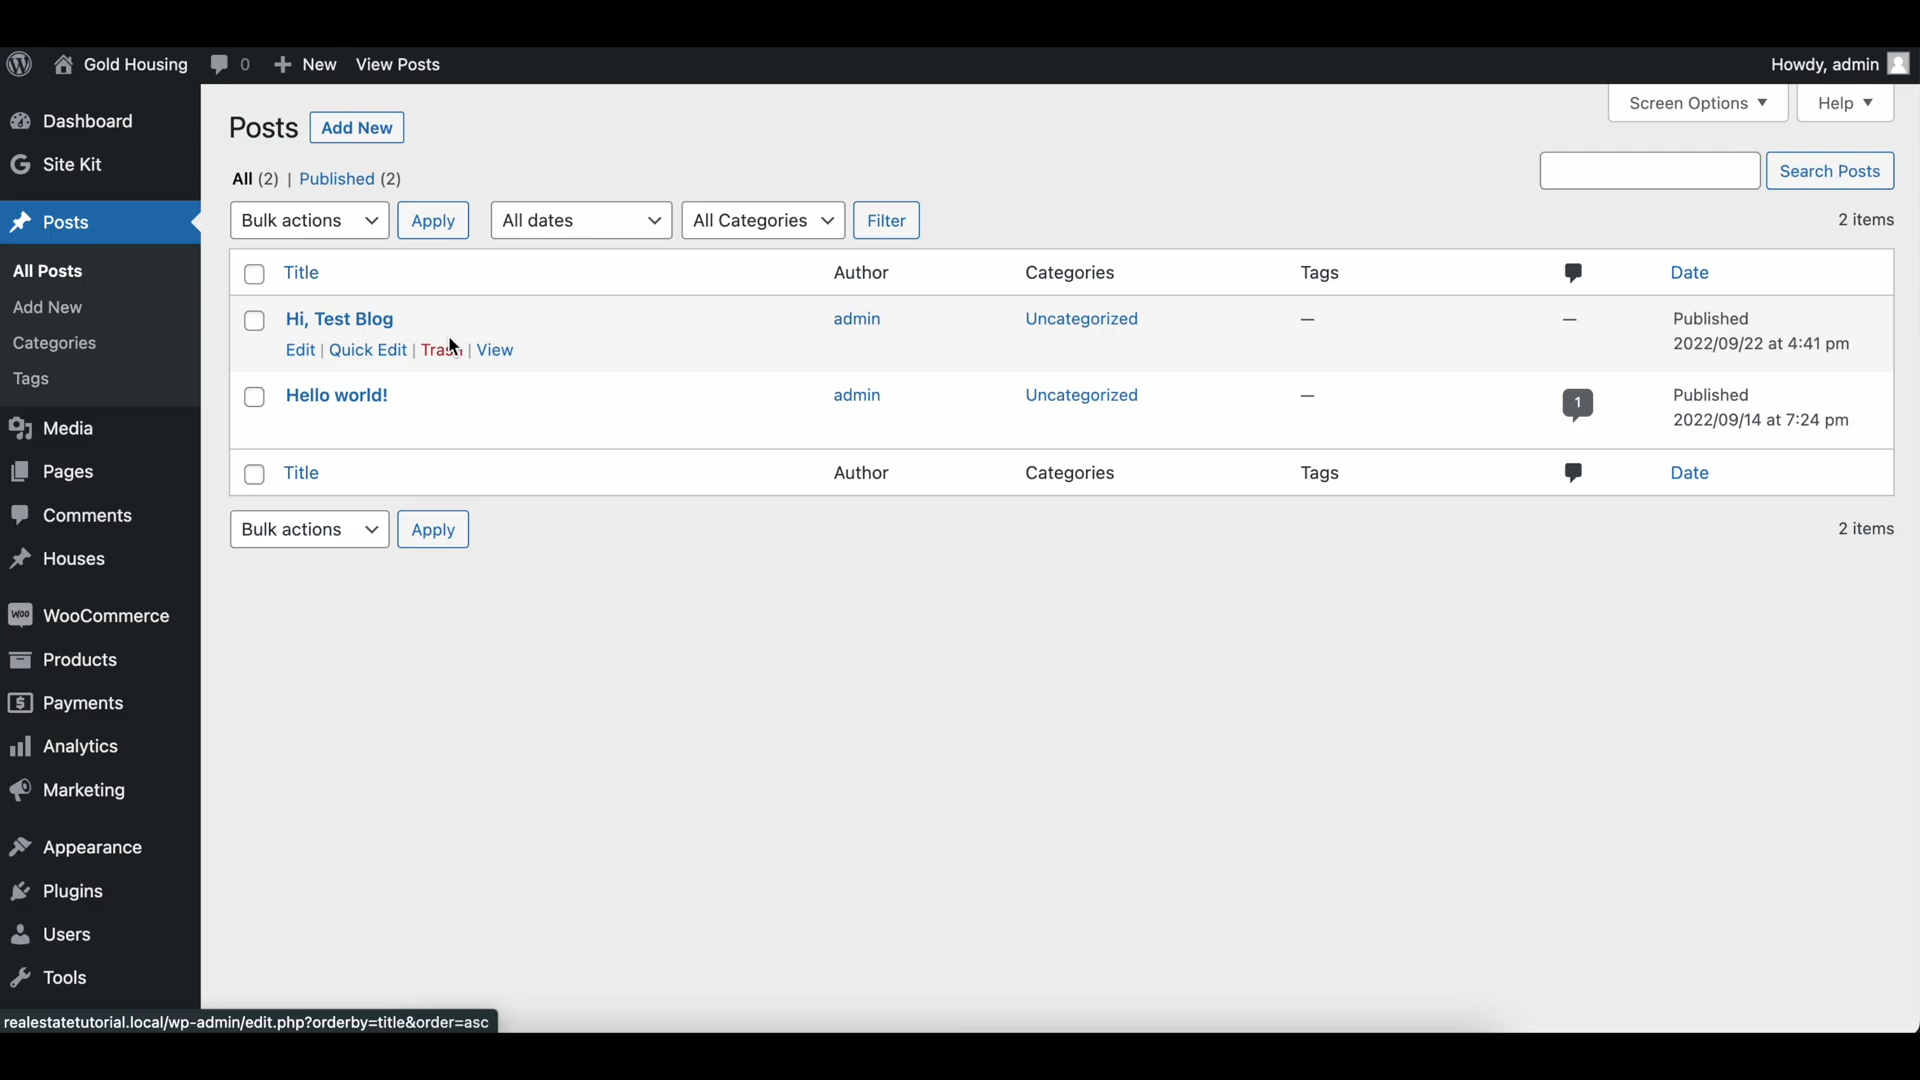 Gold Housing 0 New View Posts Howdy, admin
Screen Options Help
Dashboard
Site Kit
Posts
All Posts
Add New
Categories
Tags
Media
Pages
Comments
Houses
WOO WooCommerce
Products
Payments
Analytics
Marketing
Appearance
Plugins
Users
Tools
Posts Add New
All (2) | Published (2)
Search Posts
Bulk actions Apply All dates All Categories Filter 2 items
Title Author Categories Tags Date
Hi, Test Blog admin Uncategorized — — Published
2022/09/22 at 4:41 pm
Edit | Quick Edit | Trash | View
Hello world! admin Uncategorized — 1 Published
2022/09/14 at 7:24 pm
Title Author Categories Tags Date
Bulk actions Apply 2 items
realestatetutorial.local/wp-admin/edit.php?orderby=title&order=asc